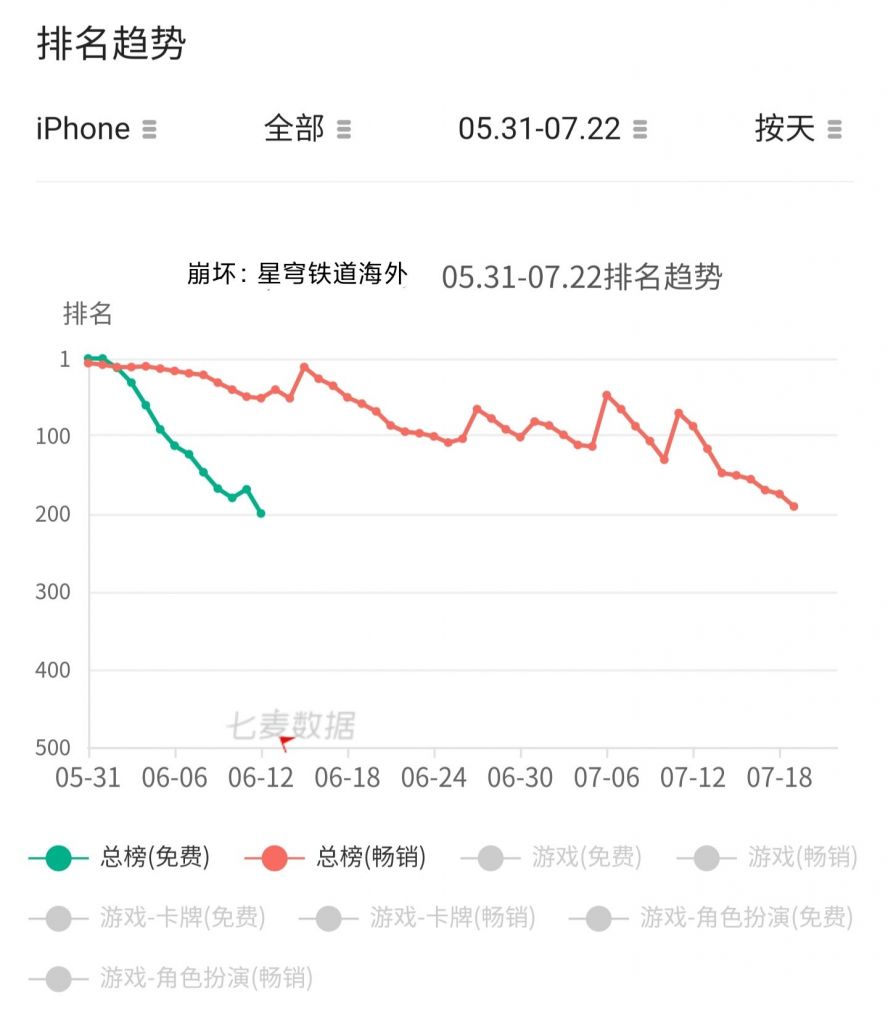 排名趋势
iPhone 全部 05.31-07.22 按天
崩坏：星穹铁道海外 05.31-07.22排名趋势
排名
1
100
200
300
400
500
七麦数据
05-31 06-06 06-12 06-18 06-24 06-30 07-06 07-12 07-18
总榜(免费) 总榜(畅销) 游戏(免费) 游戏(畅销)
游戏-卡牌(免费) 游戏-卡牌(畅销) 游戏-角色扮演(免费)
游戏-角色扮演(畅销)